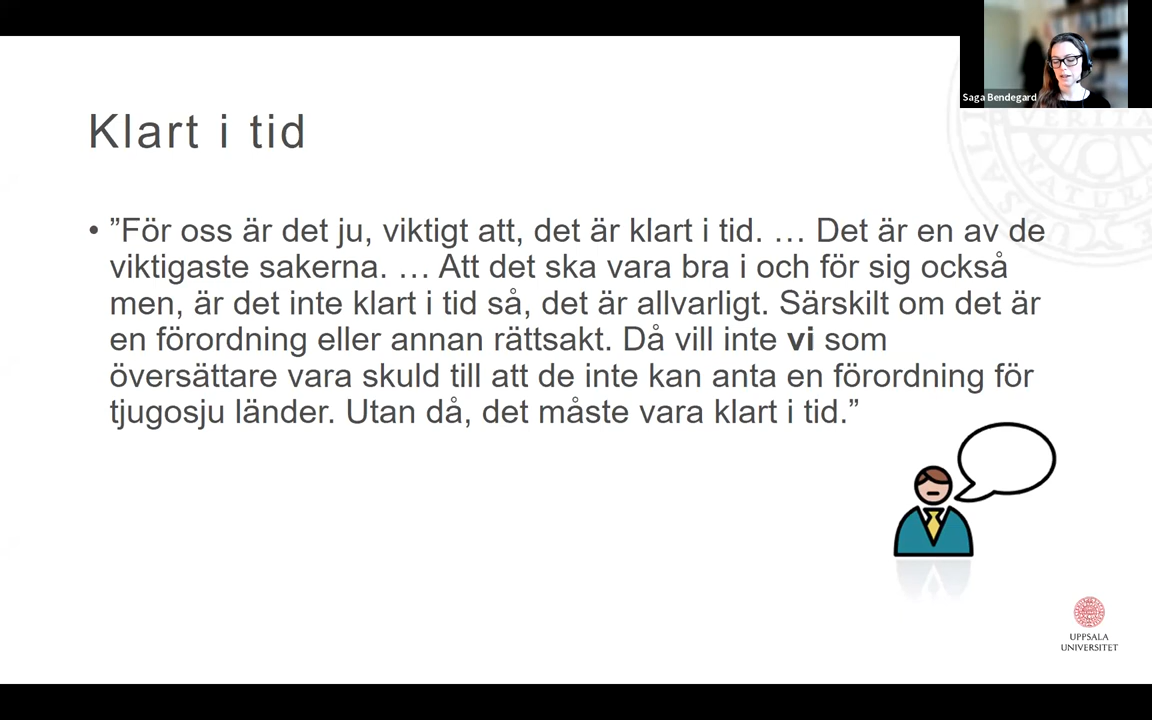 Saga Bendegard
Klart i tid
• ”För oss är det ju, viktigt att, det är klart i tid. … Det är en av de
viktigaste sakerna. … Att det ska vara bra i och för sig också
men, är det inte klart i tid så, det är allvarligt. Särskilt om det är
en förordning eller annan rättsakt. Då vill inte vi som
översättare vara skuld till att de inte kan anta en förordning för
tjugosju länder. Utan då, det måste vara klart i tid.”
UPPSALA
UNIVERSITET